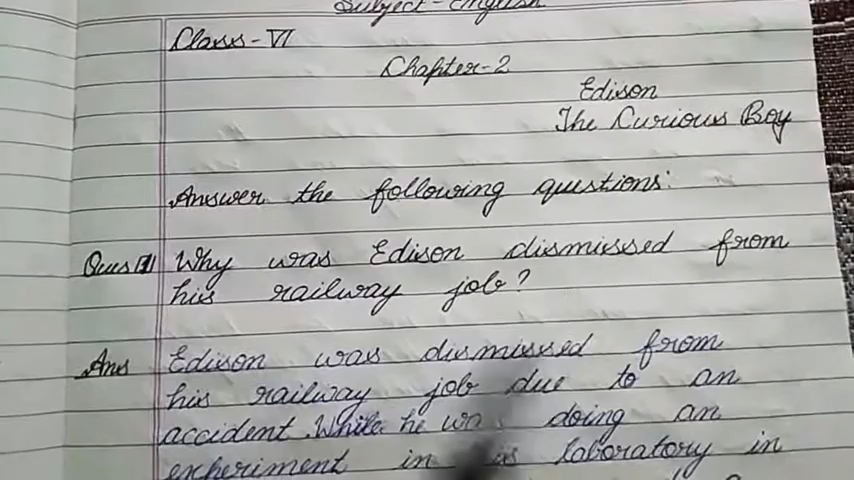 Subject - English
Class - VI
Chapter - 2
Edison
The Curious Boy
Answer the following questions:
Ques 1 Why was Edison dismissed from
his railway job?
Ans Edison was dismissed from
his railway job due to an
accident. While he was doing an
experiment in laboratory in